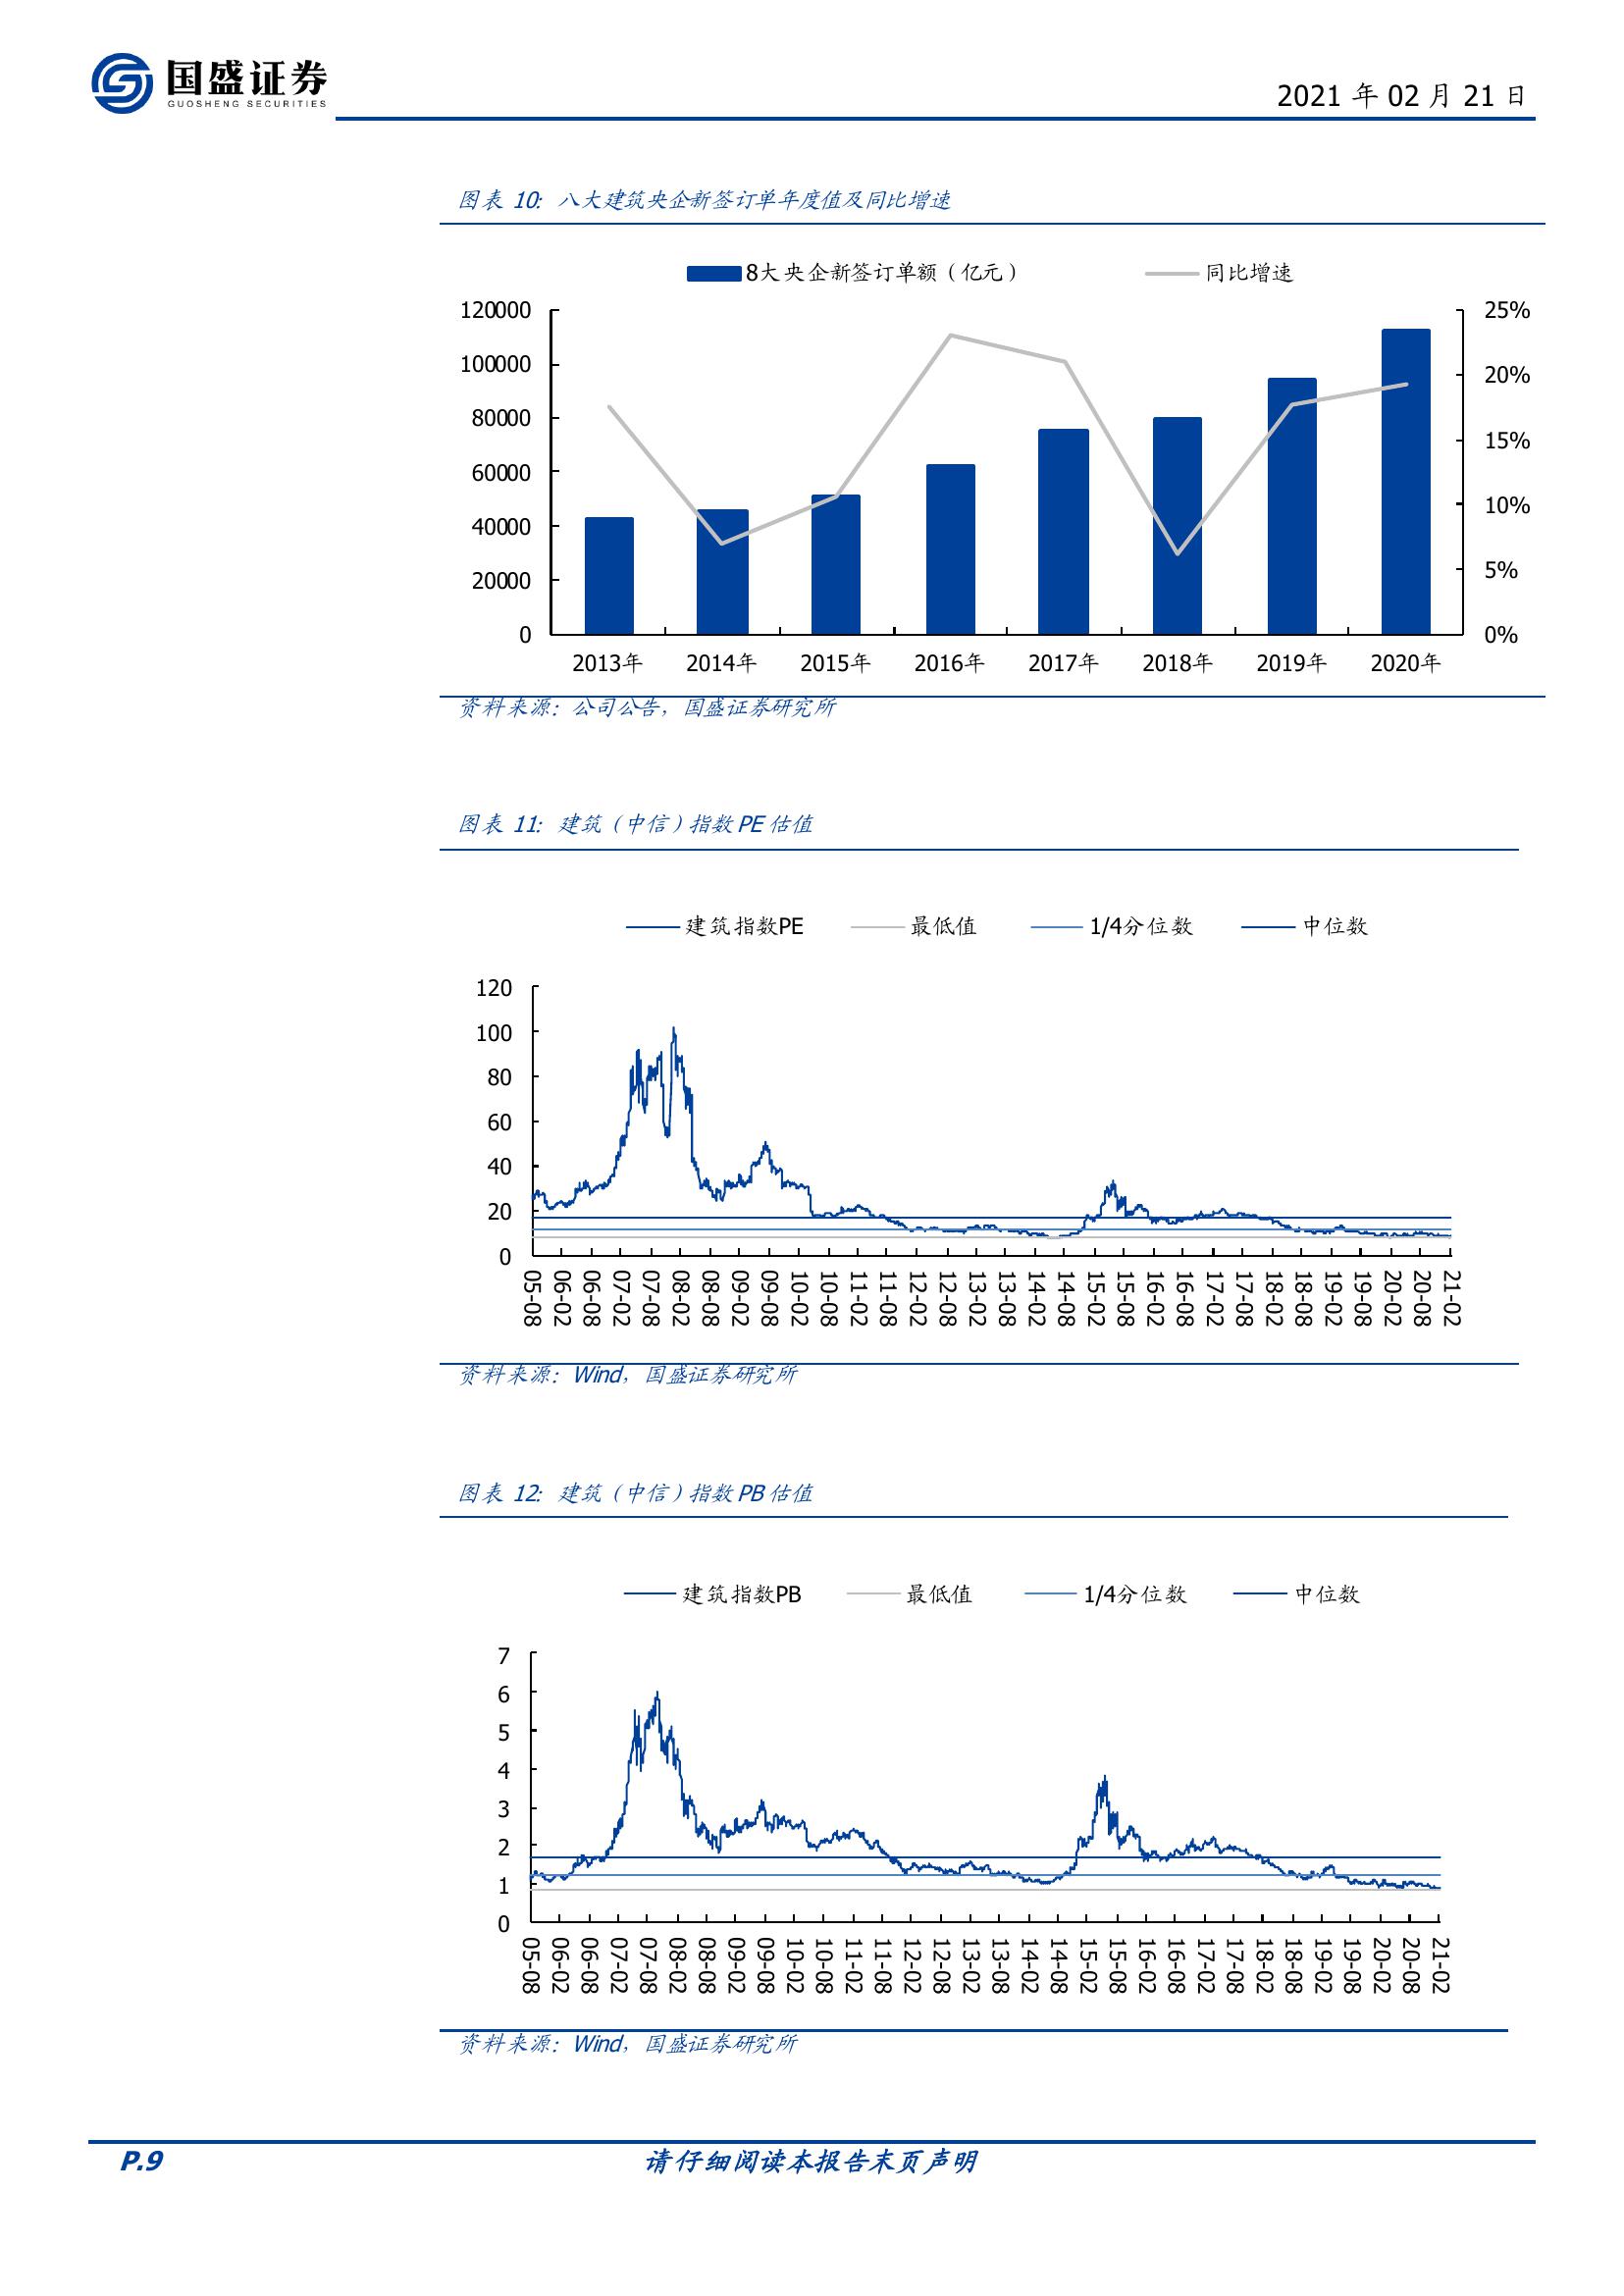 国盛证券
GUOSHENG SECURITIES
2021 年 02 月 21 日
图表 10: 八大建筑央企新签订单年度值及同比增速
8大央企新签订单额（亿元）
同比增速
120000
100000
80000
60000
40000
20000
0
25%
20%
15%
10%
5%
0%
2013年 2014年 2015年 2016年 2017年 2018年 2019年 2020年
资料来源：公司公告，国盛证券研究所
图表 11: 建筑（中信）指数 PE 估值
建筑指数PE
最低值
1/4分位数
中位数
120
100
80
60
40
20
0
05-08 06-02 06-08 07-02 07-08 08-02 08-08 09-02 09-08 10-02 10-08 11-02 11-08 12-02 12-08 13-02 13-08 14-02 14-08 15-02 15-08 16-02 16-08 17-02 17-08 18-02 18-08 19-02 19-08 20-02 20-08 21-02
资料来源：Wind，国盛证券研究所
图表 12: 建筑（中信）指数 PB 估值
建筑指数PB
最低值
1/4分位数
中位数
7
6
5
4
3
2
1
0
05-08 06-02 06-08 07-02 07-08 08-02 08-08 09-02 09-08 10-02 10-08 11-02 11-08 12-02 12-08 13-02 13-08 14-02 14-08 15-02 15-08 16-02 16-08 17-02 17-08 18-02 18-08 19-02 19-08 20-02 20-08 21-02
资料来源：Wind，国盛证券研究所
P.9
请仔细阅读本报告末页声明